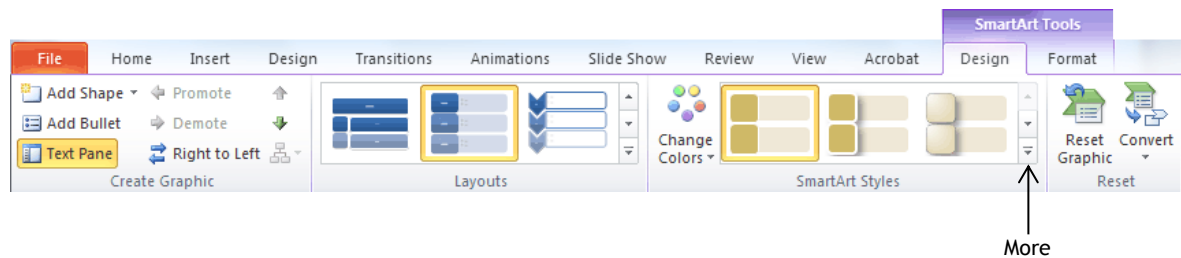 SmartArt Tools
File Home Insert Design Transitions Animations Slide Show Review View Acrobat Design Format
Add Shape Promote
Add Bullet Demote
Text Pane Right to Left
Create Graphic
Layouts
Change
Colors
SmartArt Styles
Reset
Graphic
Convert
Reset
More